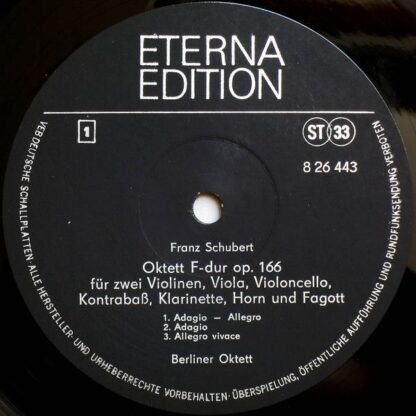 ETERNA
EDITION
1
ST 33
8 26 443
Franz Schubert
Oktett F-dur op. 166
für zwei Violinen, Viola, Violoncello,
Kontrabaß, Klarinette, Horn und Fagott
1. Adagio – Allegro
2. Adagio
3. Allegro vivace
Berliner Oktett
VEB DEUTSCHE SCHALLPLATTEN · ALLE HERSTELLER- UND URHEBERRECHTE VORBEHALTEN · ÜBERSPIELUNG, ÖFFENTLICHE AUFFÜHRUNG UND RUNDFUNKSENDUNG VERBOTEN